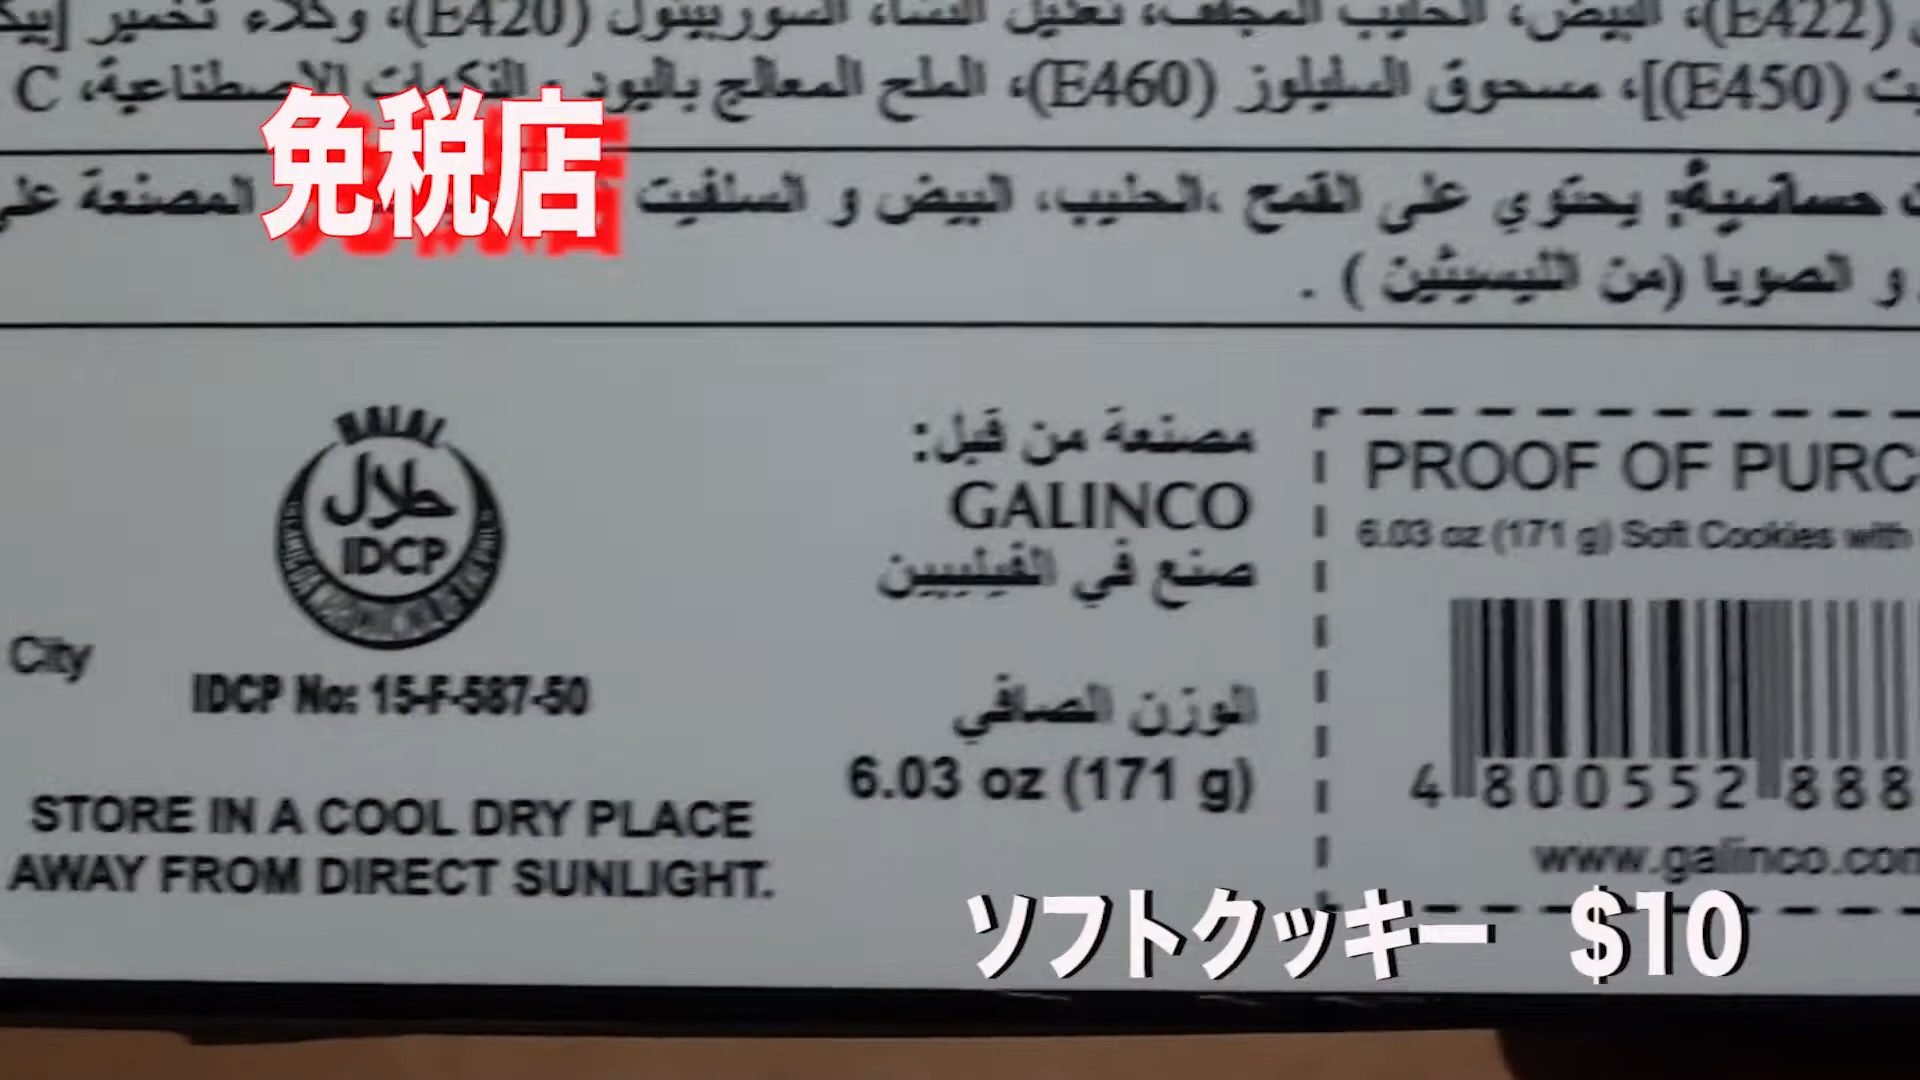 (E422)، البيض، الحليب المجفف، تعديل النشا، السوربيتول (E420)، وكلاء تخمير
(E450)]، مسحوق السليلوز (E460)، الملح المعالج باليود، النكهات الاصطناعية، C
حساسية: يحتوي على القمح ،الحليب، البيض و السلفيت المصنعة على
و الصويا (من الليسيثين ) .
免税店
HALAL
حلال
IDCP
City
IDCP No: 15-F-587-50
STORE IN A COOL DRY PLACE
AWAY FROM DIRECT SUNLIGHT.
مصنعة من قبل:
GALINCO
صنع في الفيليبين
الوزن الصافي
6.03 oz (171 g)
PROOF OF PURC
6.03 oz (171 g) Soft Cookies with
4 800552 888
www.galinco.com
ソフトクッキー $10